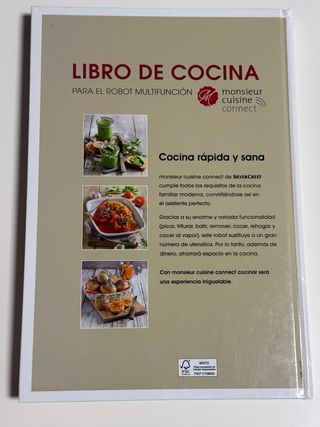 LIBRO DE COCINA
PARA EL ROBOT MULTIFUNCIÓN
monsieur
cuisine
connect
Cocina rápida y sana
monsieur cuisine connect de SILVERCREST
cumple todos los requisitos de la cocina
familiar moderna, convirtiéndose así en
el asistente perfecto.
Gracias a su enorme y variada funcionalidad
(picar, triturar, batir, remover, cocer, rehogar y
cocer al vapor), este robot sustituye a un gran
número de utensilios. Por lo tanto, además de
dinero, ahorrará espacio en la cocina.
Con monsieur cuisine connect cocinar será
una experiencia inigualable.
FSC
MIXTO